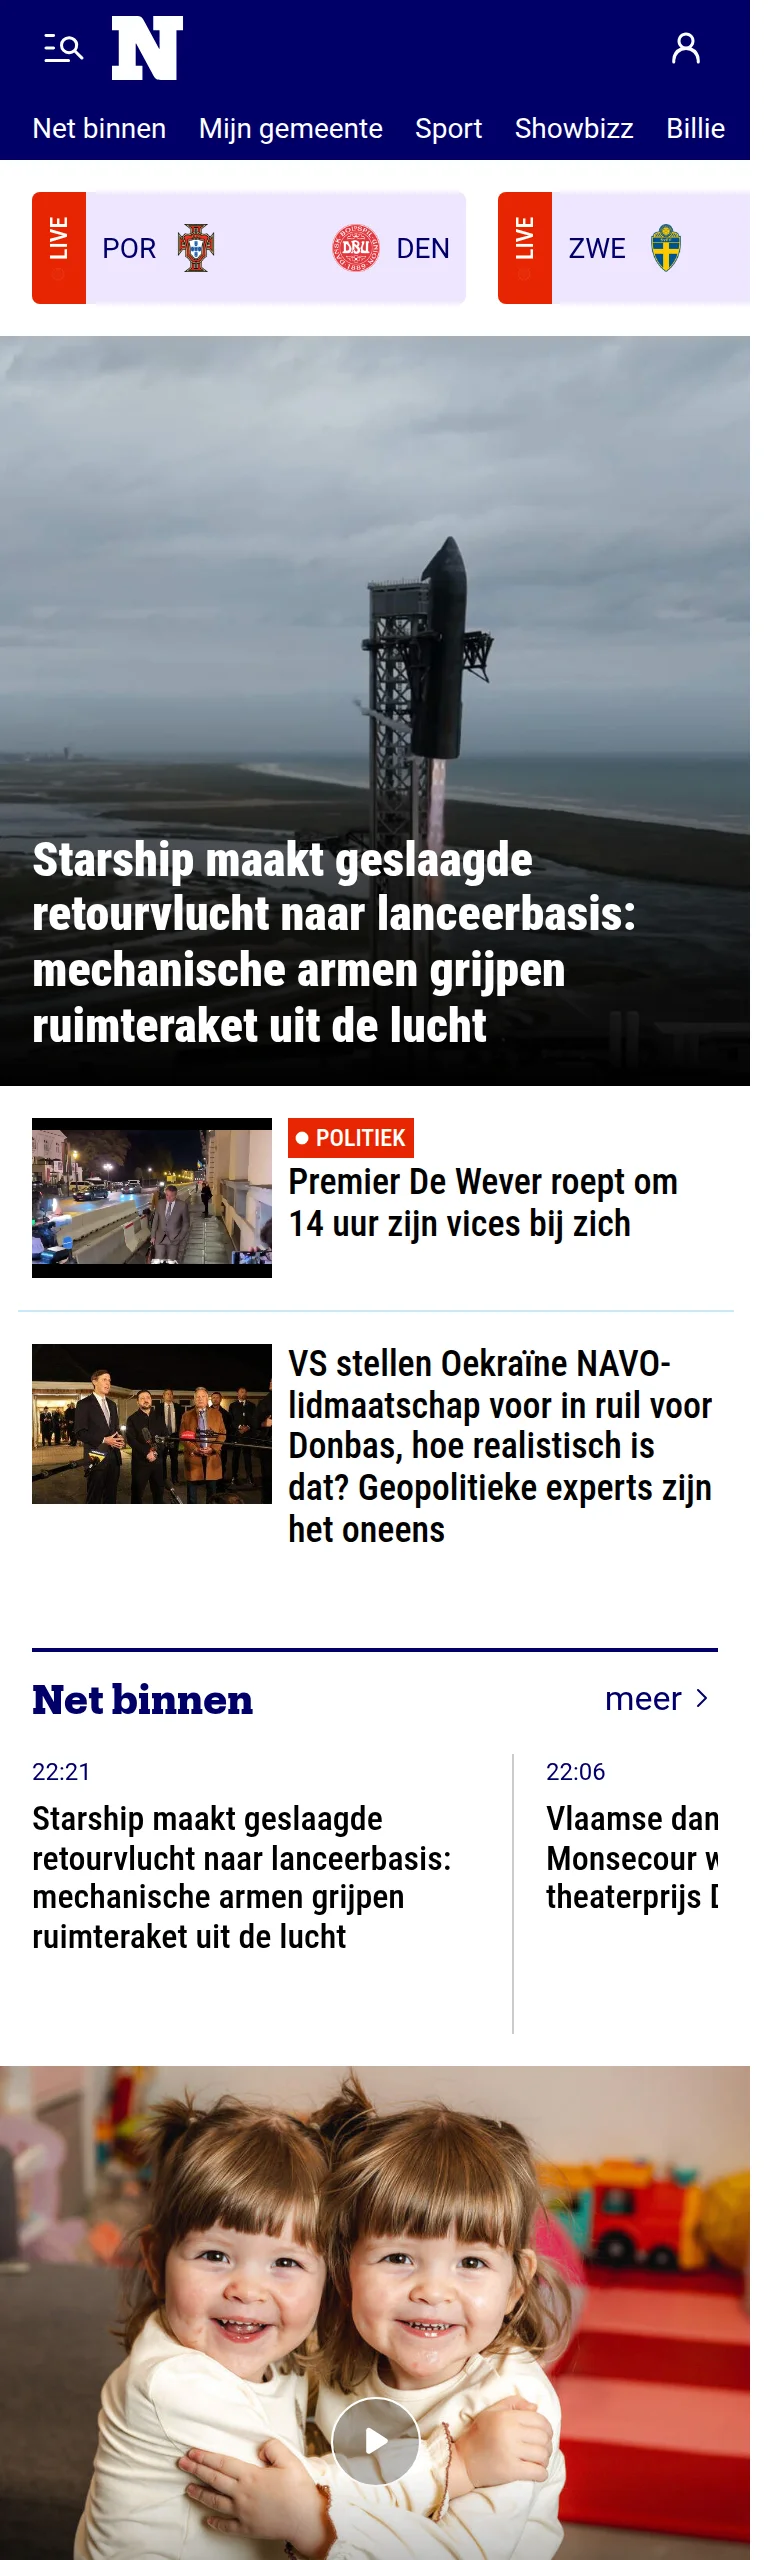 N
Net binnen Mijn gemeente Sport Showbizz Billie
LIVE POR DBU DEN LIVE ZWE
Starship maakt geslaagde
retourvlucht naar lanceerbasis:
mechanische armen grijpen
ruimteraket uit de lucht
POLITIEK
Premier De Wever roept om
14 uur zijn vices bij zich
VS stellen Oekraïne NAVO-
lidmaatschap voor in ruil voor
Donbas, hoe realistisch is
dat? Geopolitieke experts zijn
het oneens
Net binnen meer
22:21
Starship maakt geslaagde
retourvlucht naar lanceerbasis:
mechanische armen grijpen
ruimteraket uit de lucht
22:06
Vlaamse dan
Monsecour w
theaterprijs D